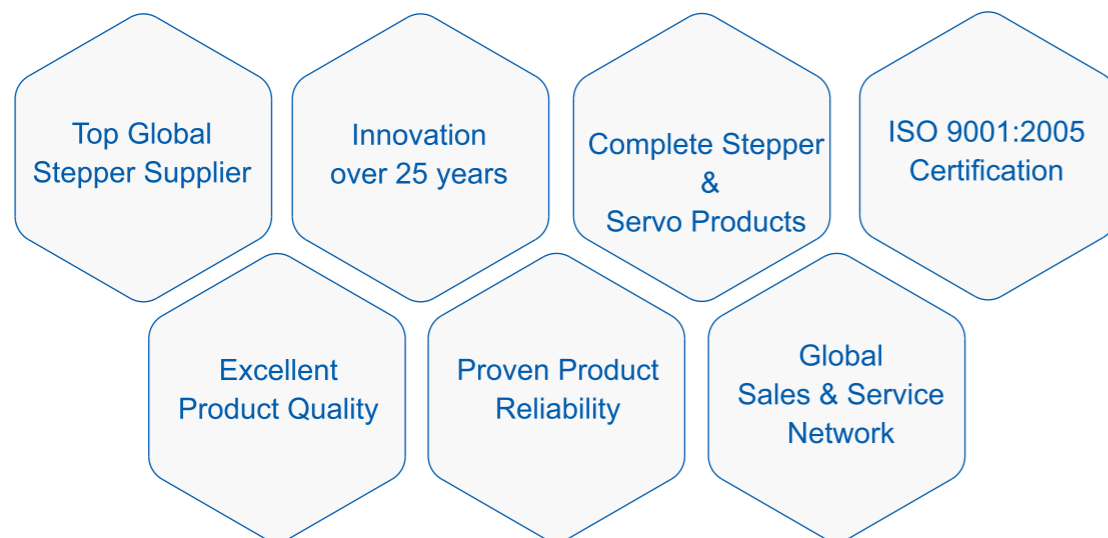 Top Global
Stepper Supplier
Innovation
over 25 years
Complete Stepper
&
Servo Products
ISO 9001:2005
Certification
Excellent
Product Quality
Proven Product
Reliability
Global
Sales & Service
Network